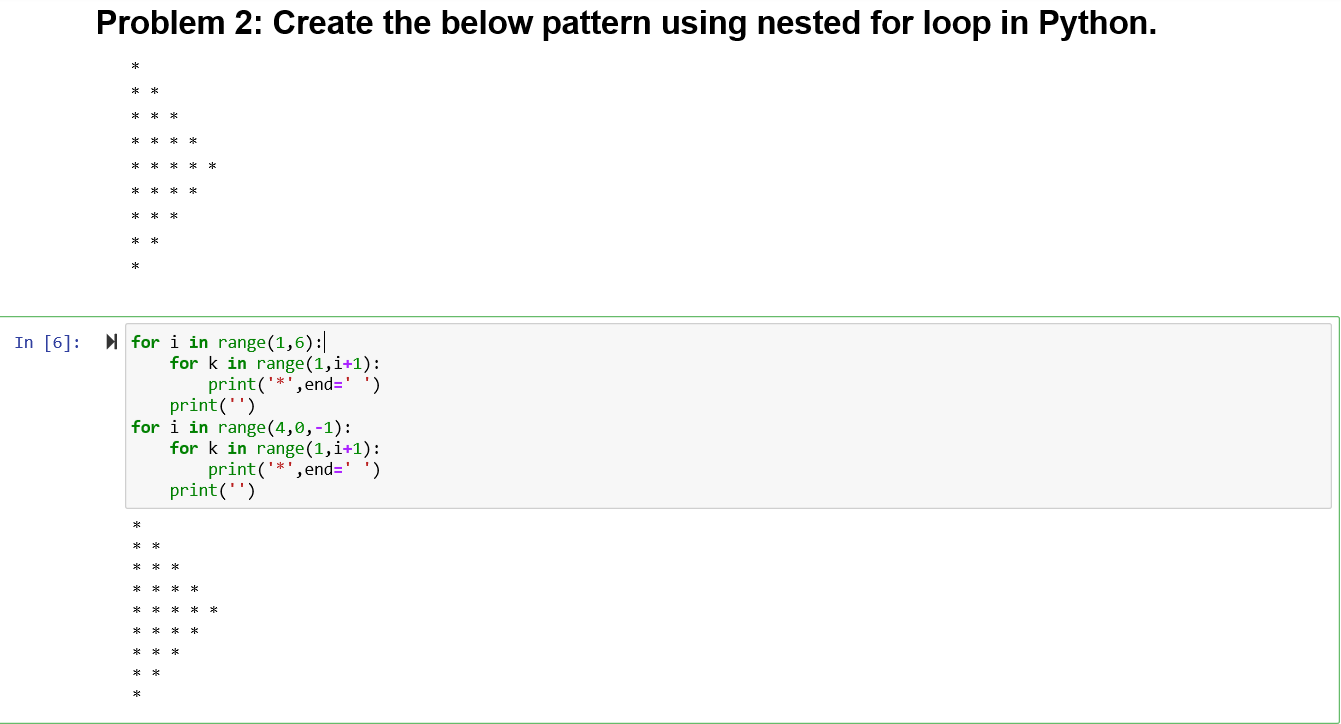 Problem 2: Create the below pattern using nested for loop in Python.
*
* *
* * *
* * * *
* * * * *
* * * *
* * *
* *
*
In [6]:
for i in range(1,6):
    for k in range(1,i+1):
        print('*',end=' ')
    print('')
for i in range(4,0,-1):
    for k in range(1,i+1):
        print('*',end=' ')
    print('')
*
* *
* * *
* * * *
* * * * *
* * * *
* * *
* *
*